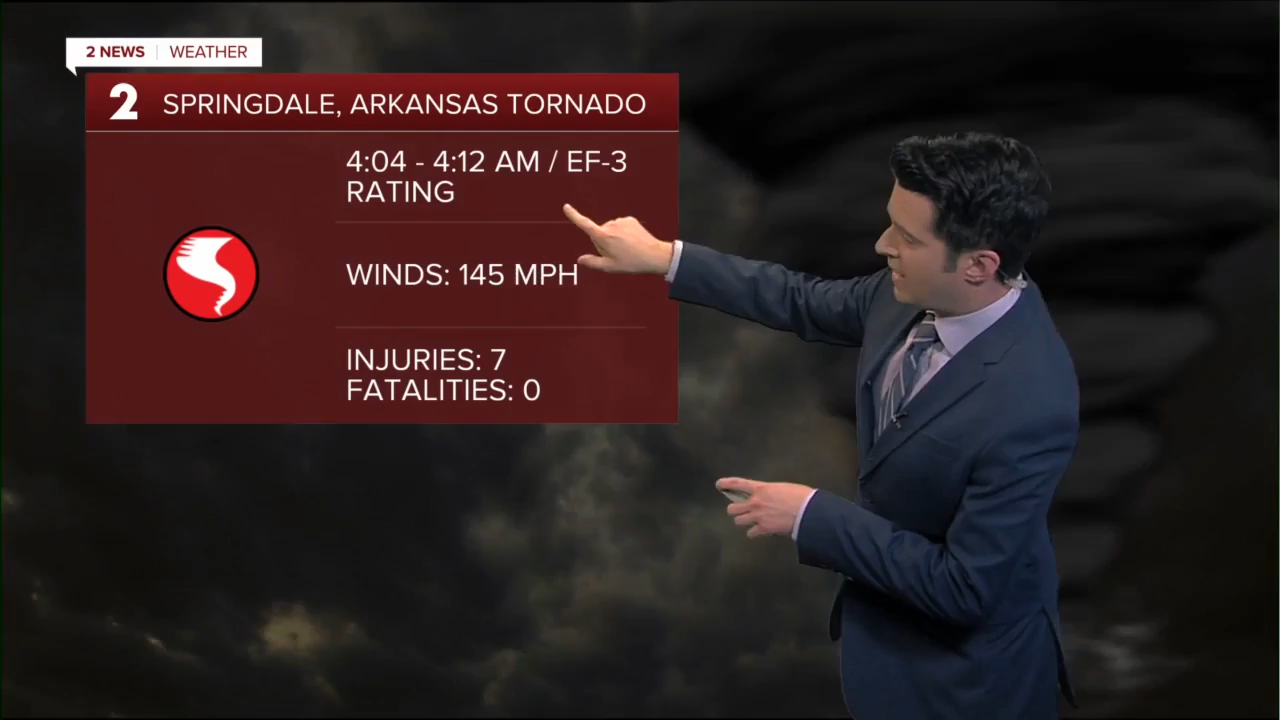 2 NEWS | WEATHER
2 SPRINGDALE, ARKANSAS TORNADO
4:04 - 4:12 AM / EF-3
RATING
WINDS: 145 MPH
INJURIES: 7
FATALITIES: 0